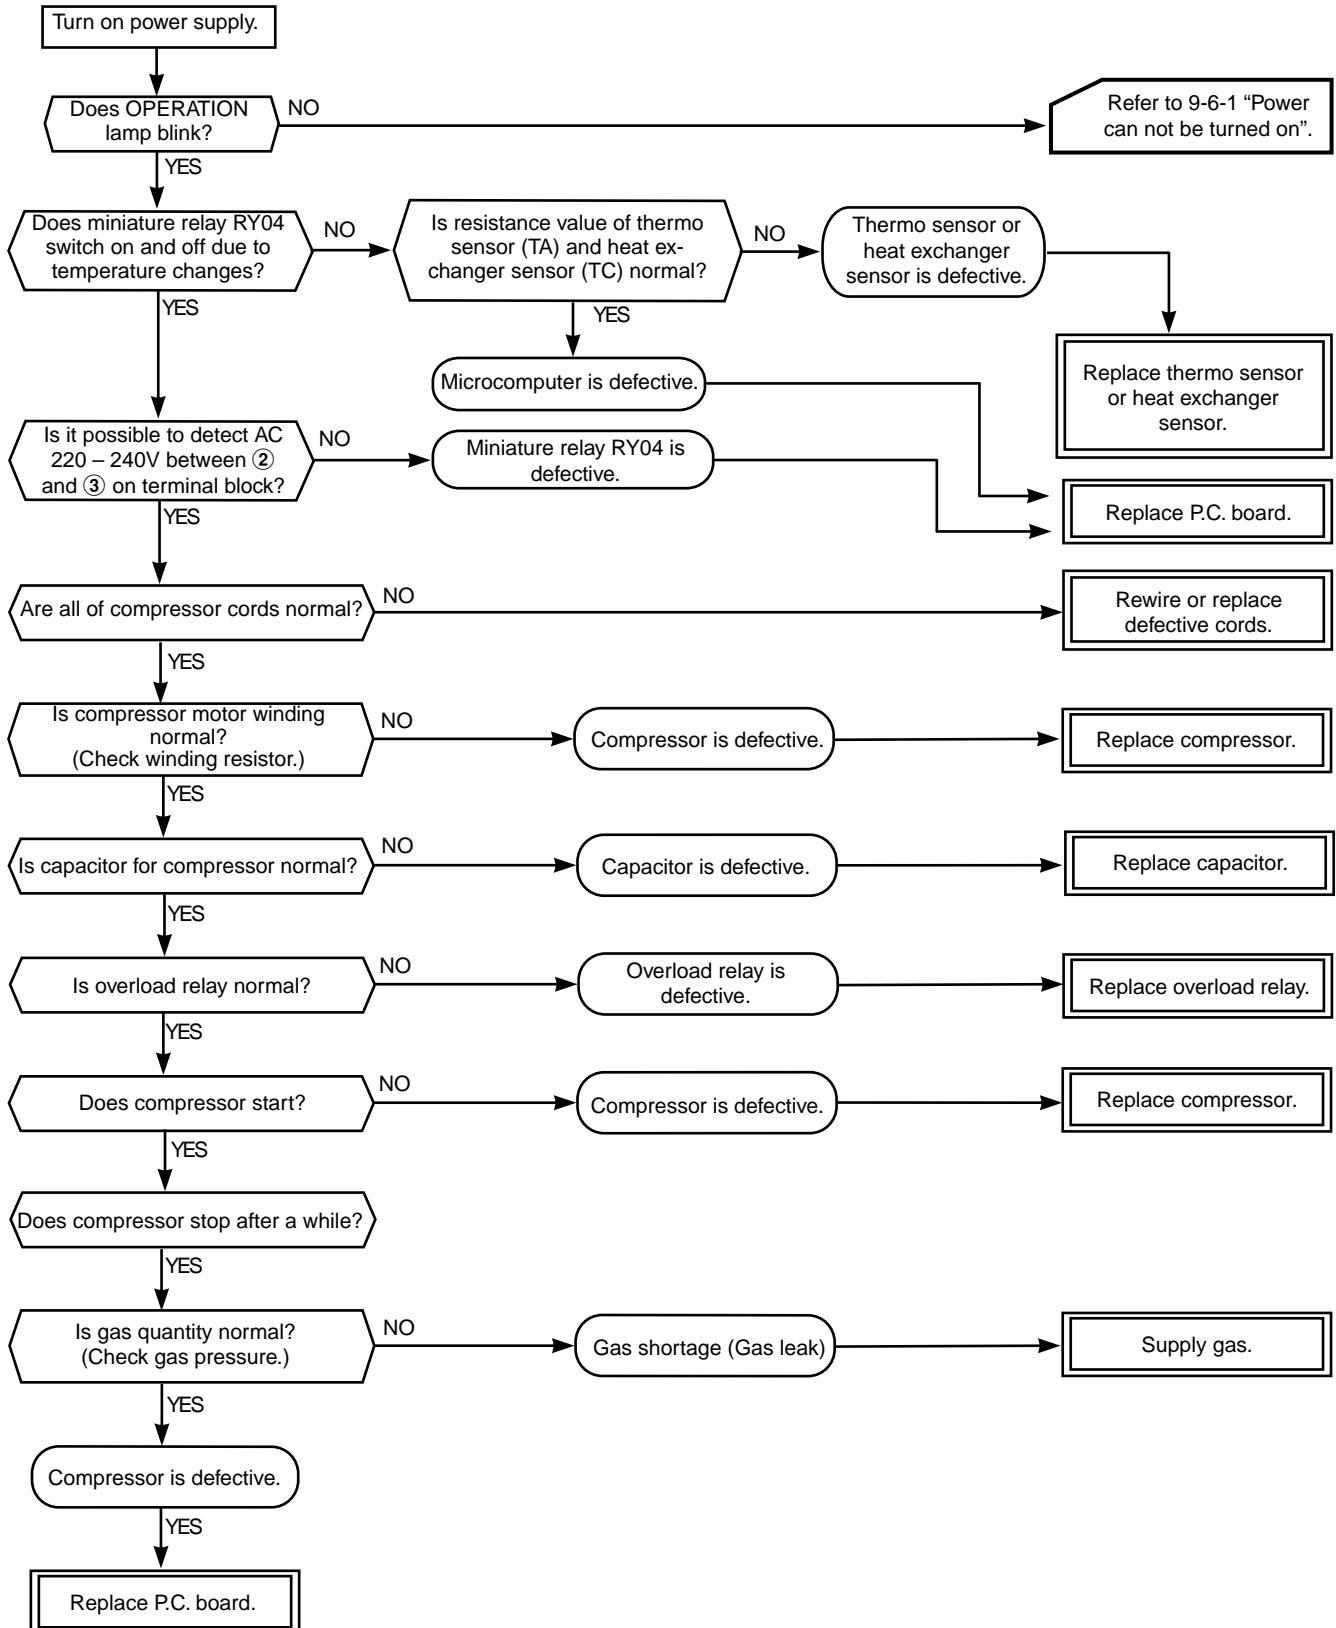 Turn on power supply.
Does OPERATION
lamp blink?
NO
Refer to 9-6-1 “Power
can not be turned on”.
YES
Does miniature relay RY04
switch on and off due to
temperature changes?
NO
Is resistance value of thermo
sensor (TA) and heat ex-
changer sensor (TC) normal?
NO
Thermo sensor or
heat exchanger
sensor is defective.
YES
YES
Replace thermo sensor
or heat exchanger
sensor.
Microcomputer is defective.
Is it possible to detect AC
220 – 240V between ②
and ③ on terminal block?
NO
Miniature relay RY04 is
defective.
Replace P.C. board.
YES
Are all of compressor cords normal?
NO
Rewire or replace
defective cords.
YES
Is compressor motor winding
normal?
(Check winding resistor.)
NO
Compressor is defective.
Replace compressor.
YES
Is capacitor for compressor normal?
NO
Capacitor is defective.
Replace capacitor.
YES
Is overload relay normal?
NO
Overload relay is
defective.
Replace overload relay.
YES
Does compressor start?
NO
Compressor is defective.
Replace compressor.
YES
Does compressor stop after a while?
YES
Is gas quantity normal?
(Check gas pressure.)
NO
Gas shortage (Gas leak)
Supply gas.
YES
Compressor is defective.
YES
Replace P.C. board.